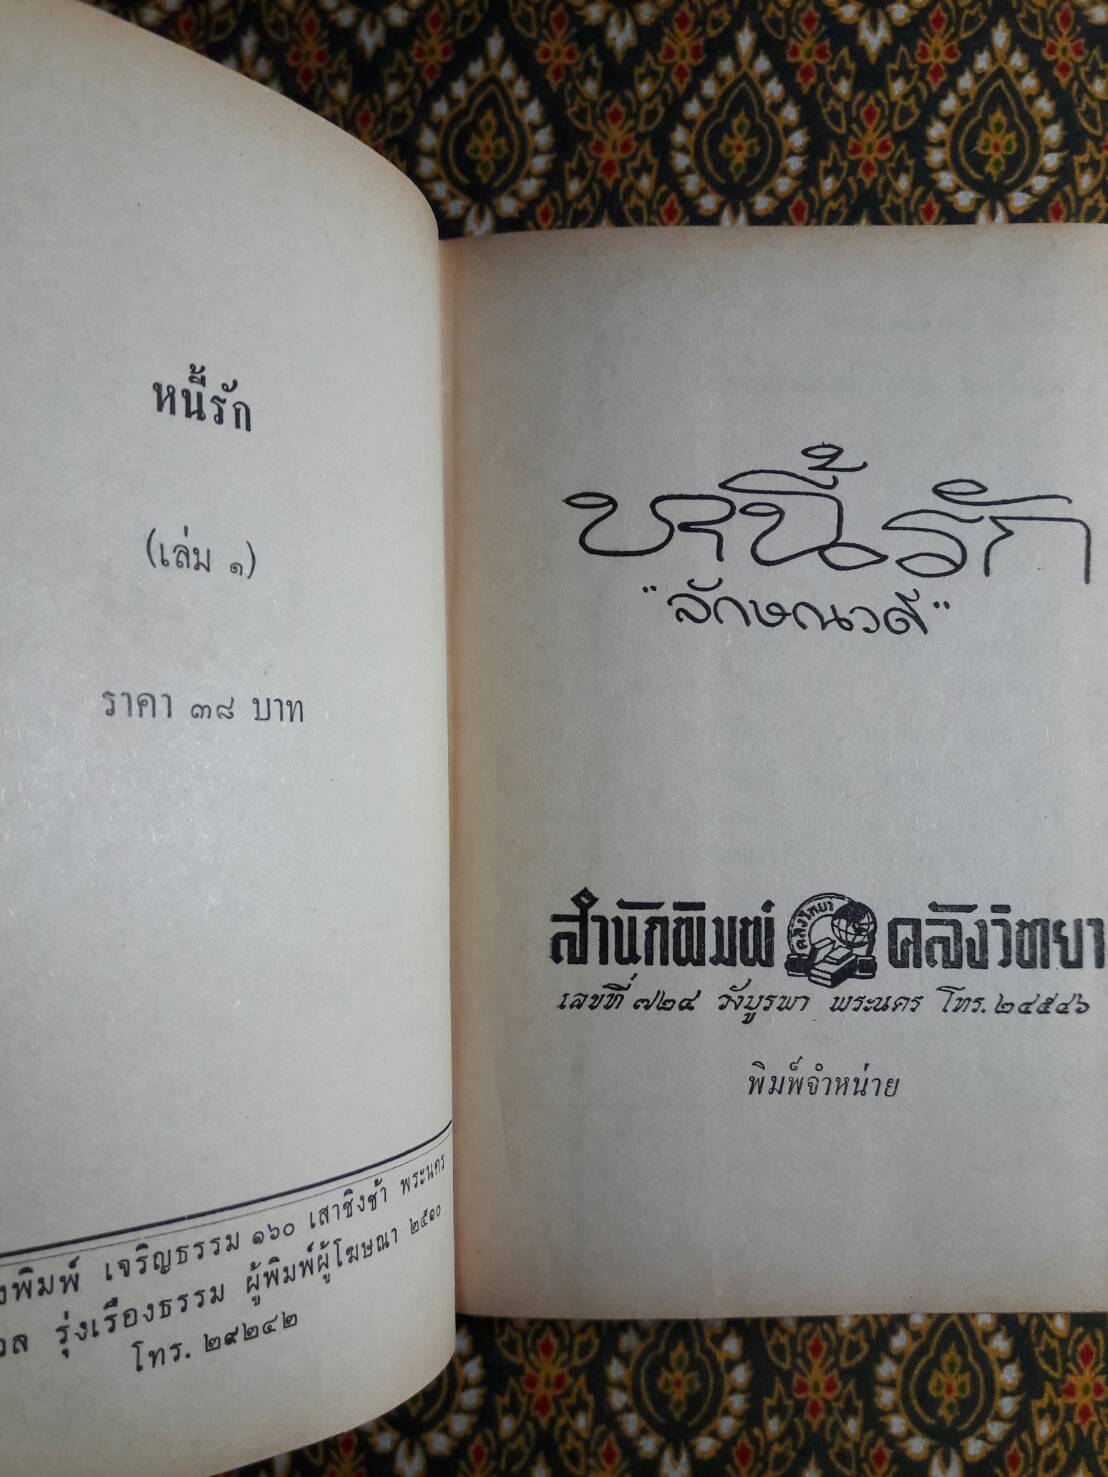 หนี้รัก
(เล่ม ๑)
ราคา ๓๘ บาท
พิมพ์ เจริญธรรม ๑๖๐ เสาชิงช้า พระนคร
รุ่งเรืองธรรม ผู้พิมพ์ผู้โฆษณา ๒๕๑๐
โทร. ๒๙๒๔๒
หนี้รัก
"ลักษณวดี"
สำนักพิมพ์ คลังวิทยา คลังวิทยา
เลขที่ ๗๒๔ วังบูรพา พระนคร โทร. ๒๔๕๔๖
พิมพ์จำหน่าย